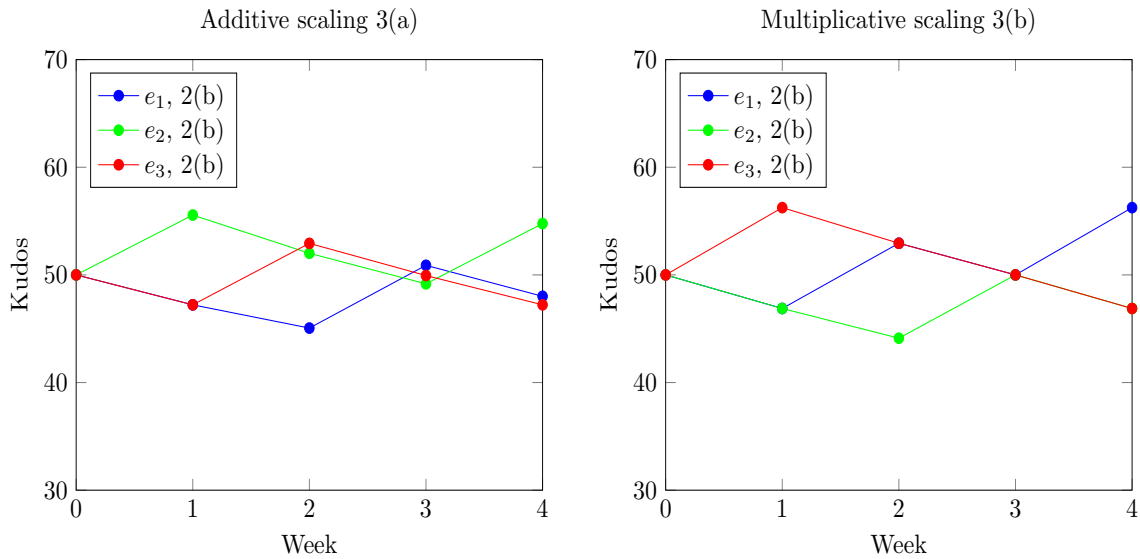 Additive scaling 3(a)
70
60
50
40
30
0 1 2 3 4
Week
Kudos
e₁, 2(b)
e₂, 2(b)
e₃, 2(b)
Multiplicative scaling 3(b)
70
60
50
40
30
0 1 2 3 4
Week
Kudos
e₁, 2(b)
e₂, 2(b)
e₃, 2(b)